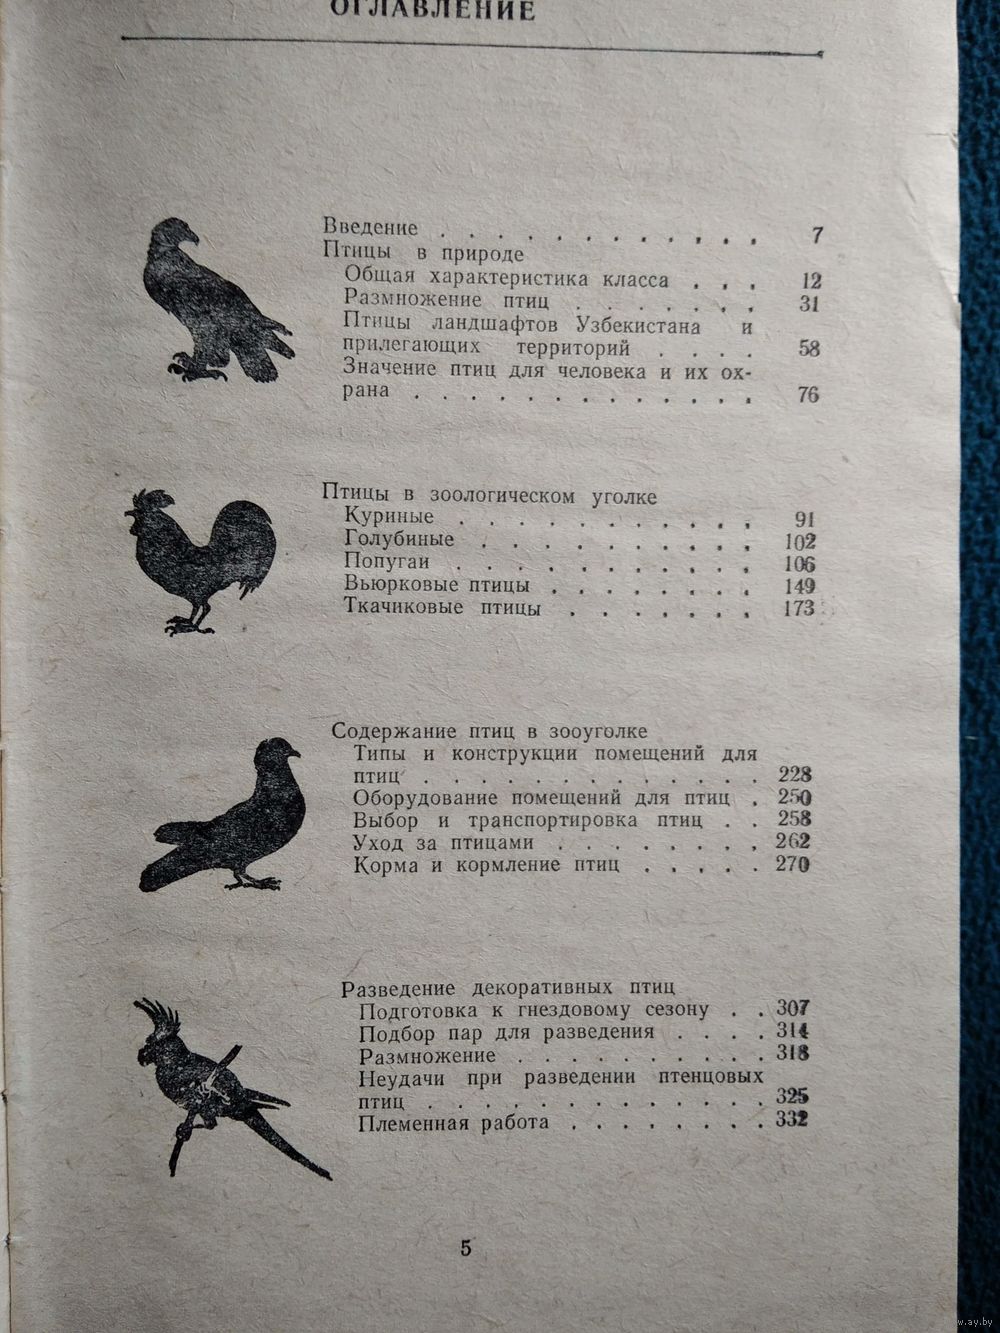 ОГЛАВЛЕНИЕ
Введение . . . . . . . . . . . . 7
Птицы в природе
Общая характеристика класса . . . 12
Размножение птиц . . . . . . . 31
Птицы ландшафтов Узбекистана и
прилегающих территорий . . . . 58
Значение птиц для человека и их ох-
рана . . . . . . . . . . . . . 76
Птицы в зоологическом уголке
Куриные . . . . . . . . . . . 91
Голубиные . . . . . . . . . . 102
Попугаи . . . . . . . . . . . 106
Вьюрковые птицы . . . . . . . . 149
Ткачиковые птицы . . . . . . . 173
Содержание птиц в зооуголке
Типы и конструкции помещений для
птиц . . . . . . . . . . . . . 228
Оборудование помещений для птиц . 250
Выбор и транспортировка птиц . . 258
Уход за птицами . . . . . . . . 262
Корма и кормление птиц . . . . . 270
Разведение декоративных птиц
Подготовка к гнездовому сезону . . 307
Подбор пар для разведения . . . . 314
Размножение . . . . . . . . . . 318
Неудачи при разведении птенцовых
птиц . . . . . . . . . . . . . 325
Племенная работа . . . . . . . . 332
5
w.ay.by